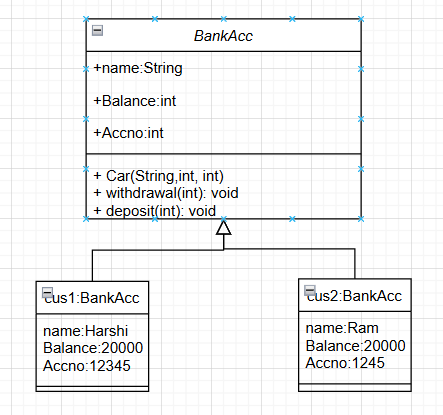 BankAcc
+name:String
+Balance:int
+Accno:int
+ Car(String,int, int)
+ withdrawal(int): void
+ deposit(int): void
cus1:BankAcc
name:Harshi
Balance:20000
Accno:12345
cus2:BankAcc
name:Ram
Balance:20000
Accno:1245